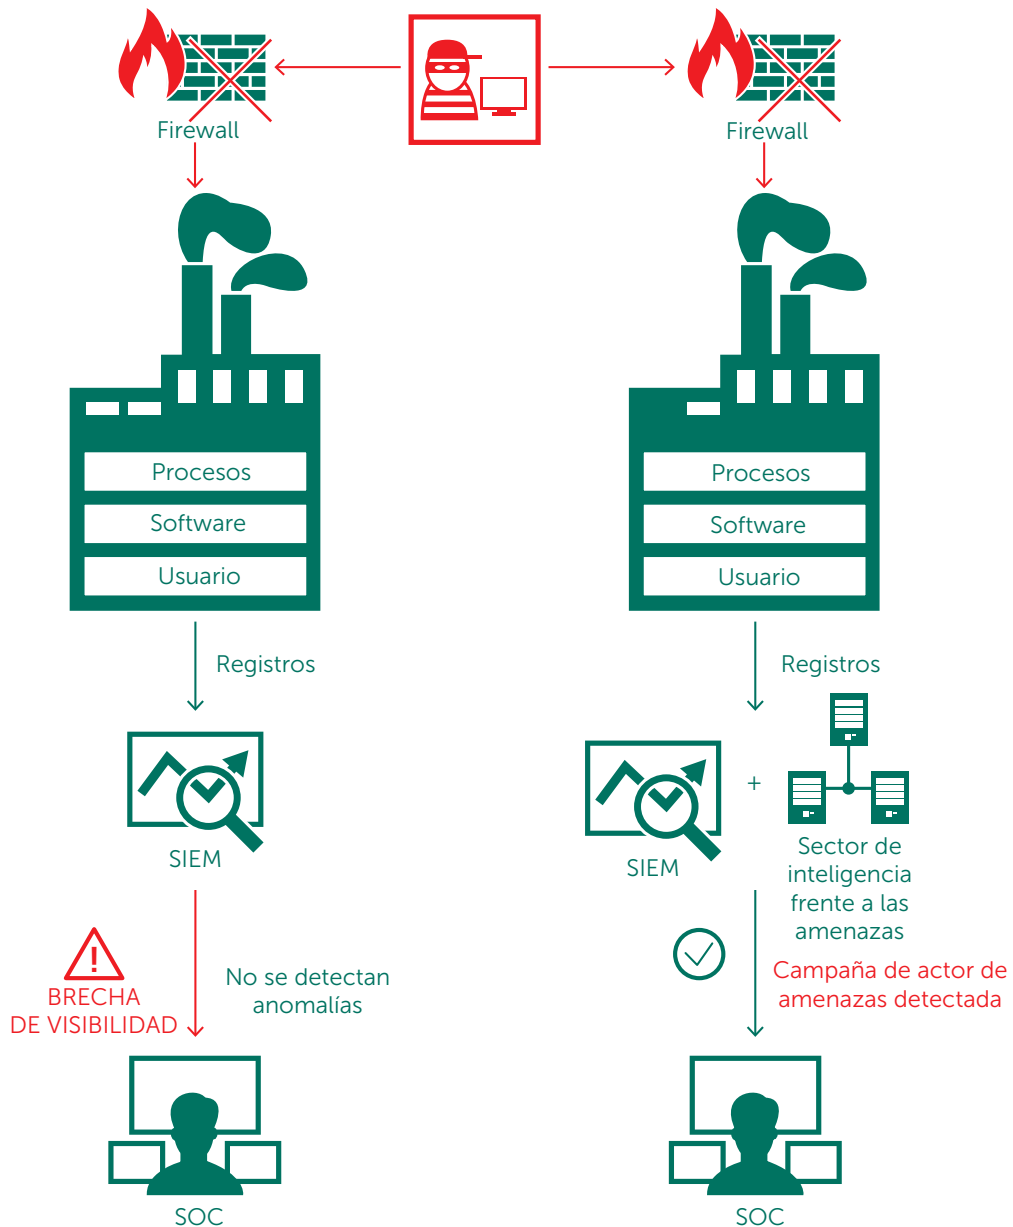 Firewall
Procesos
Software
Usuario
Registros
SIEM
BRECHA
DE VISIBILIDAD
No se detectan
anomalías
SOC
Firewall
Procesos
Software
Usuario
Registros
SIEM
+
Sector de
inteligencia
frente a las
amenazas
Campaña de actor de
amenazas detectada
SOC